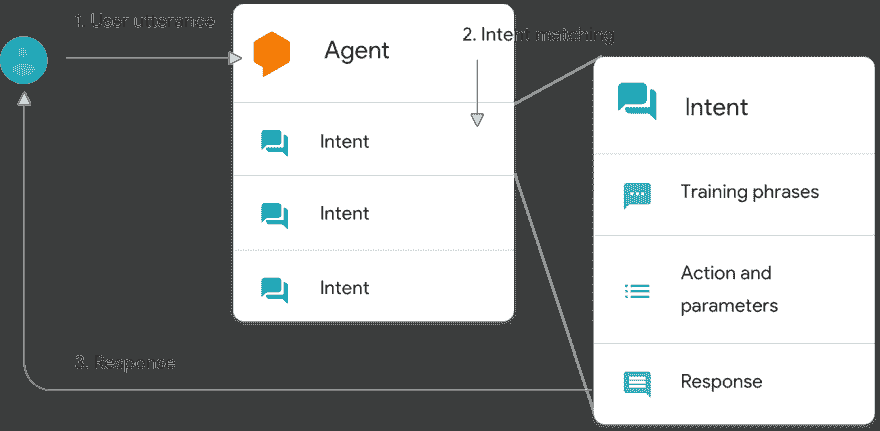 1. User utterance
Agent
2. Intent matching
Intent
Intent
Intent
Intent
Training phrases
Action and
parameters
Response
3. Response